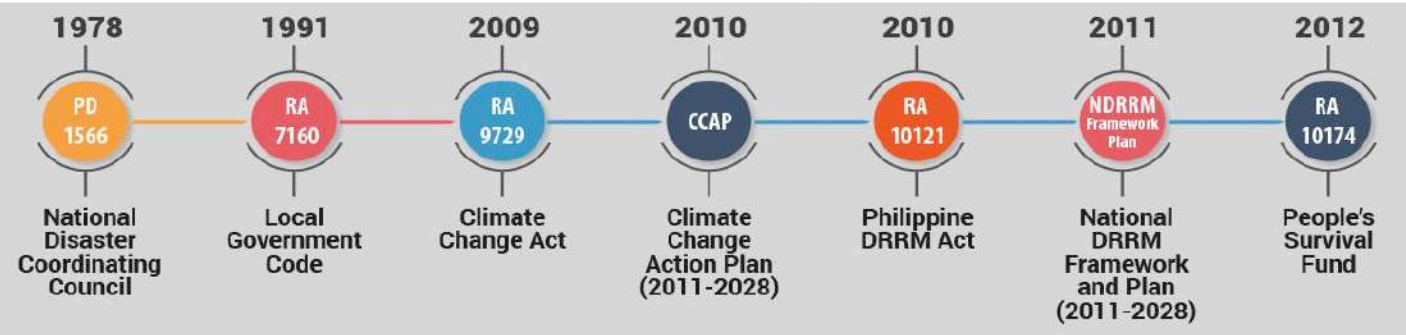 1978
PD
1566
National
Disaster
Coordinating
Council
1991
RA
7160
Local
Government
Code
2009
RA
9729
Climate
Change Act
2010
CCAP
Climate
Change
Action Plan
(2011-2028)
2010
RA
10121
Philippine
DRRM Act
2011
NDRRM
Framework
Plan
National
DRRM
Framework
and Plan
(2011-2028)
2012
RA
10174
People's
Survival
Fund